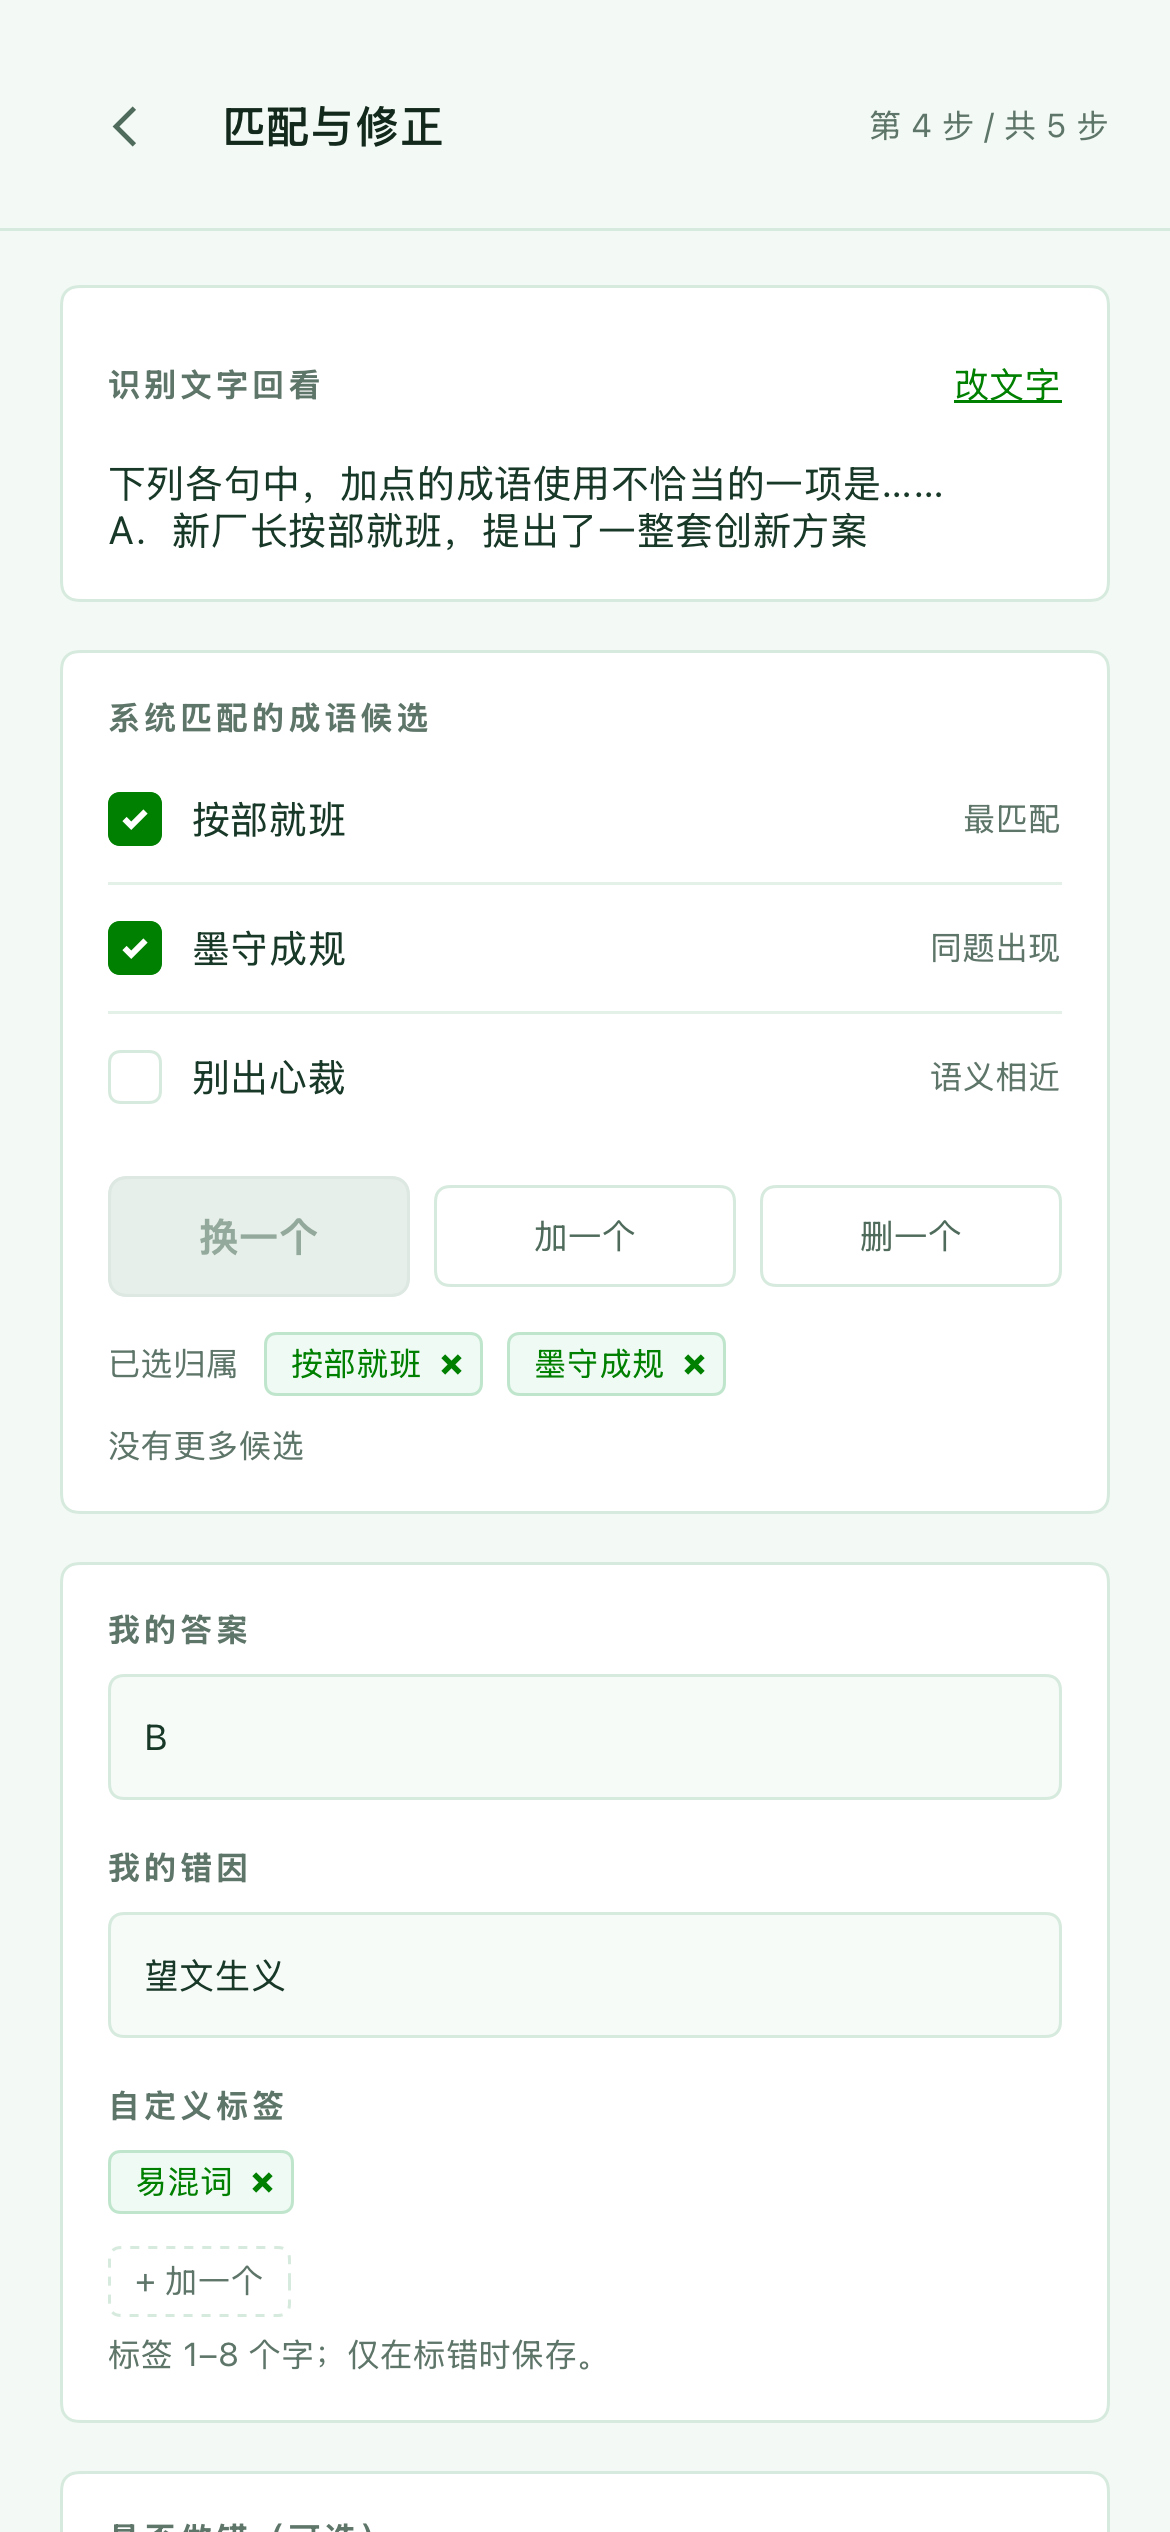 匹配与修正
第 4 步 / 共 5 步
识别文字回看
改文字
下列各句中，加点的成语使用不恰当的一项是……
A. 新厂长按部就班，提出了一整套创新方案
系统匹配的成语候选
按部就班
最匹配
墨守成规
同题出现
别出心裁
语义相近
换一个
加一个
删一个
已选归属
按部就班 ×
墨守成规 ×
没有更多候选
我的答案
B
我的错因
望文生义
自定义标签
易混词 ×
+ 加一个
标签 1–8 个字；仅在标错时保存。
是否做错（可选）